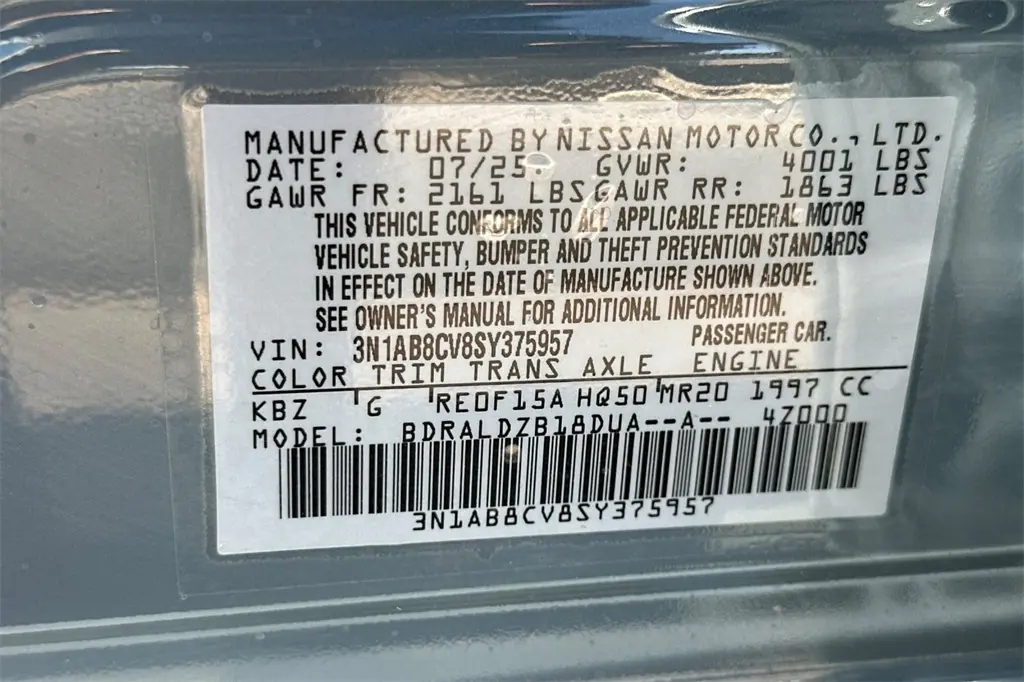 MANUFACTURED BY NISSAN MOTOR CO., LTD.
DATE: 07/25 GVWR: 4001 LBS
GAWR FR: 2161 LBS GAWR RR: 1863 LBS
THIS VEHICLE CONFORMS TO ALL APPLICABLE FEDERAL MOTOR
VEHICLE SAFETY, BUMPER AND THEFT PREVENTION STANDARDS
IN EFFECT ON THE DATE OF MANUFACTURE SHOWN ABOVE.
SEE OWNER'S MANUAL FOR ADDITIONAL INFORMATION.
VIN: 3N1AB8CV8SY375957 PASSENGER CAR.
COLOR TRIM TRANS AXLE ENGINE
KBZ G RE0F15A HQ50 MR20 1997 CC
MODEL: BDRALDZB18DUA--A-- 4Z000
3N1AB8CV8SY375957